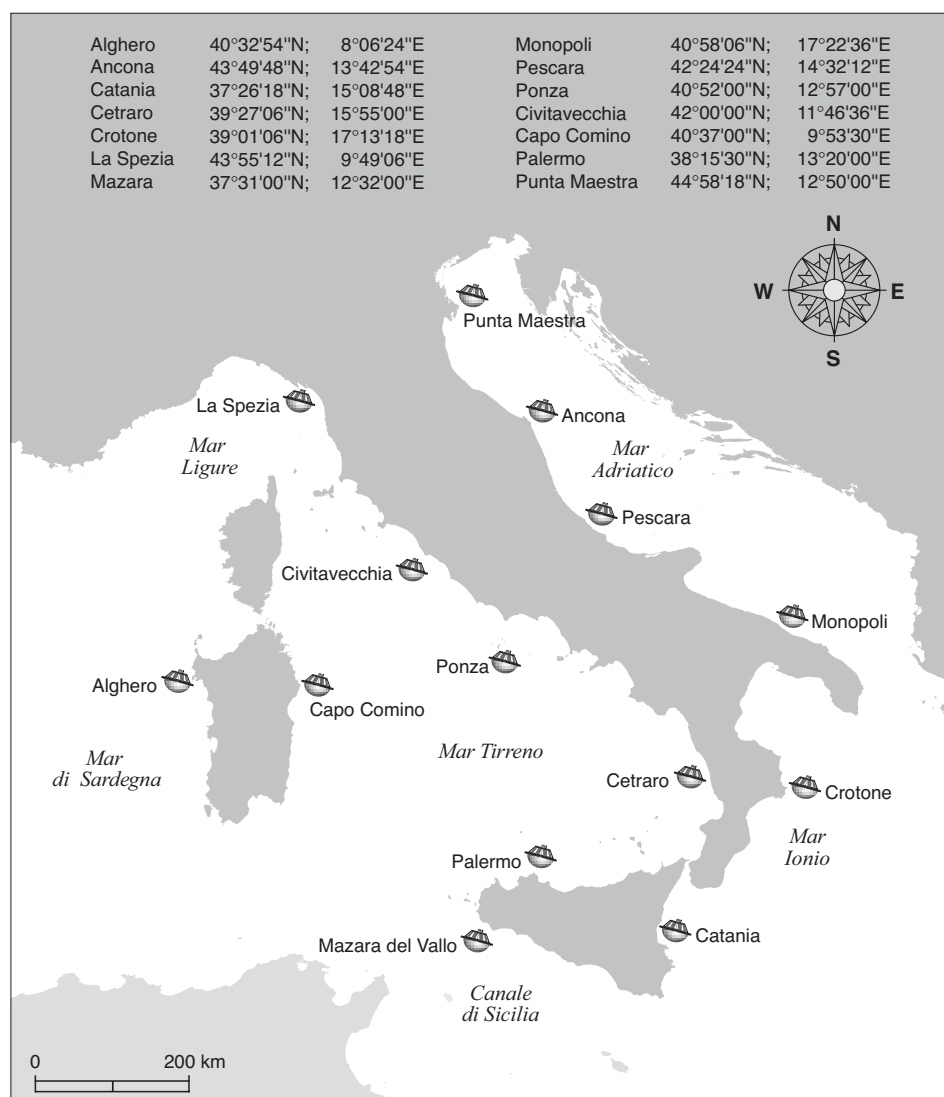 Alghero 40°32'54"N; 8°06'24"E
Ancona 43°49'48"N; 13°42'54"E
Catania 37°26'18"N; 15°08'48"E
Cetraro 39°27'06"N; 15°55'00"E
Crotone 39°01'06"N; 17°13'18"E
La Spezia 43°55'12"N; 9°49'06"E
Mazara 37°31'00"N; 12°32'00"E
Monopoli 40°58'06"N; 17°22'36"E
Pescara 42°24'24"N; 14°32'12"E
Ponza 40°52'00"N; 12°57'00"E
Civitavecchia 42°00'00"N; 11°46'36"E
Capo Comino 40°37'00"N; 9°53'30"E
Palermo 38°15'30"N; 13°20'00"E
Punta Maestra 44°58'18"N; 12°50'00"E
N
W E
S
Punta Maestra
La Spezia
Ancona
Mar
Ligure
Mar
Adriatico
Pescara
Civitavecchia
Monopoli
Ponza
Alghero
Capo Comino
Mar
di Sardegna
Mar Tirreno
Cetraro
Crotone
Mar
Ionio
Palermo
Mazara del Vallo
Catania
Canale
di Sicilia
0 200 km